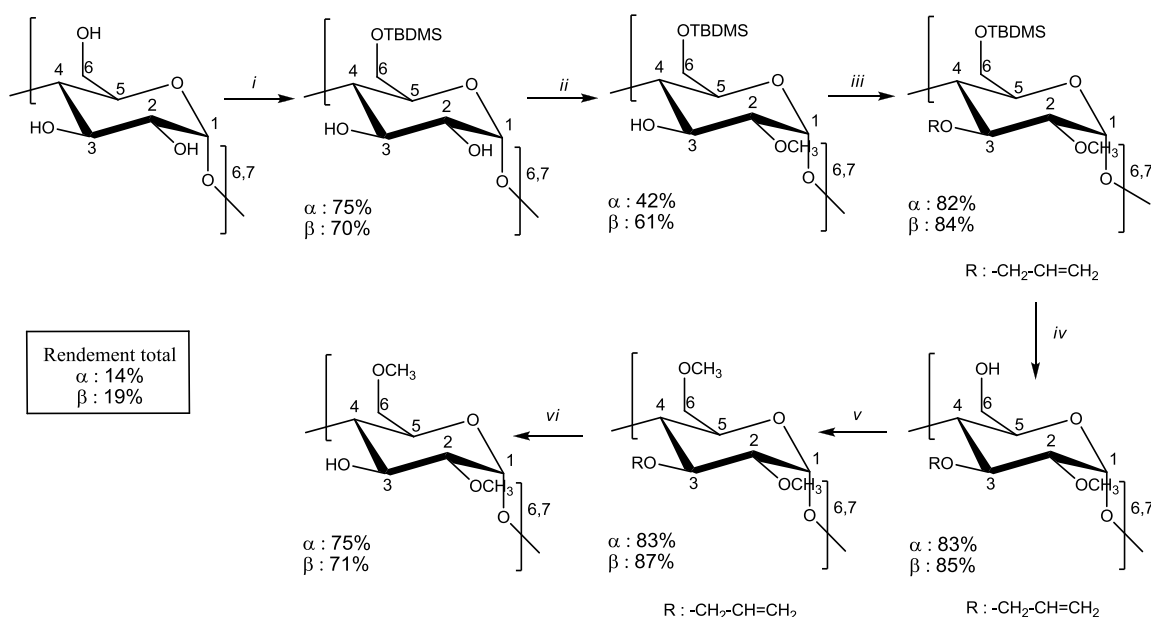 OH
6
4
5
O
2
1
HO
3
OH
O
6,7
i
OTBDMS
6
4
5
O
2
1
HO
3
OH
O
6,7
α : 75%
β : 70%
ii
OTBDMS
6
4
5
O
2
1
HO
3
OCH3
O
6,7
α : 42%
β : 61%
iii
OTBDMS
6
4
5
O
2
1
RO
3
OCH3
O
6,7
α : 82%
β : 84%
R : -CH2-CH=CH2
iv
OH
6
4
5
O
2
1
RO
3
OCH3
O
6,7
α : 83%
β : 85%
R : -CH2-CH=CH2
v
OCH3
6
4
5
O
2
1
RO
3
OCH3
O
6,7
α : 83%
β : 87%
R : -CH2-CH=CH2
vi
OCH3
6
4
5
O
2
1
HO
3
OCH3
O
6,7
α : 75%
β : 71%
Rendement total
α : 14%
β : 19%